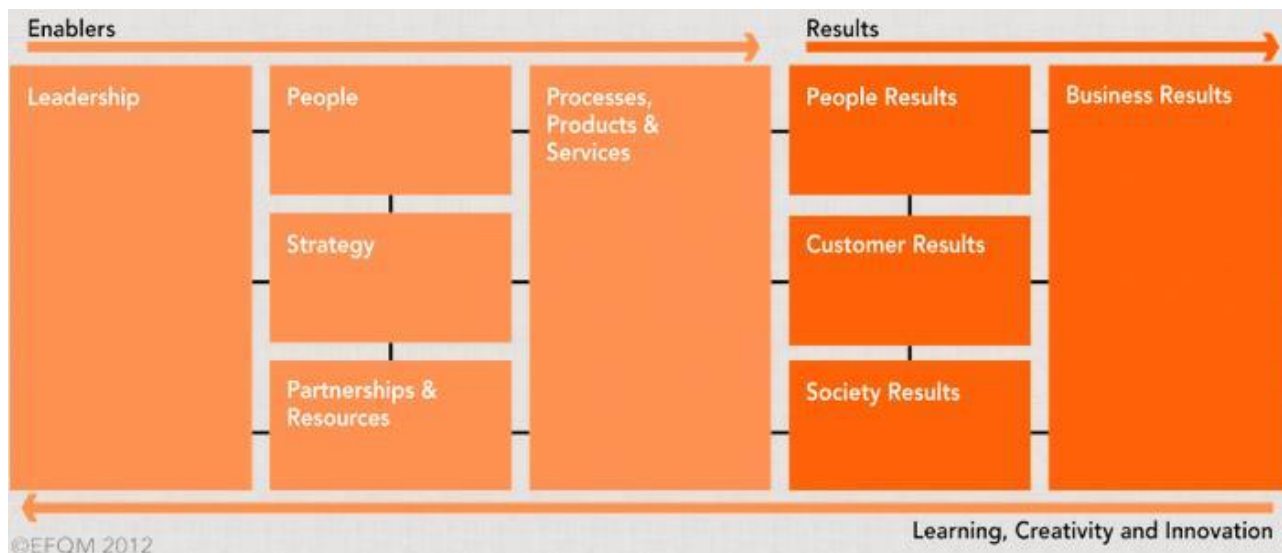 Enablers
Results
Leadership
People
Processes,
Products &
Services
People Results
Business Results
Strategy
Customer Results
Partnerships &
Resources
Society Results
Learning, Creativity and Innovation
©EFQM 2012